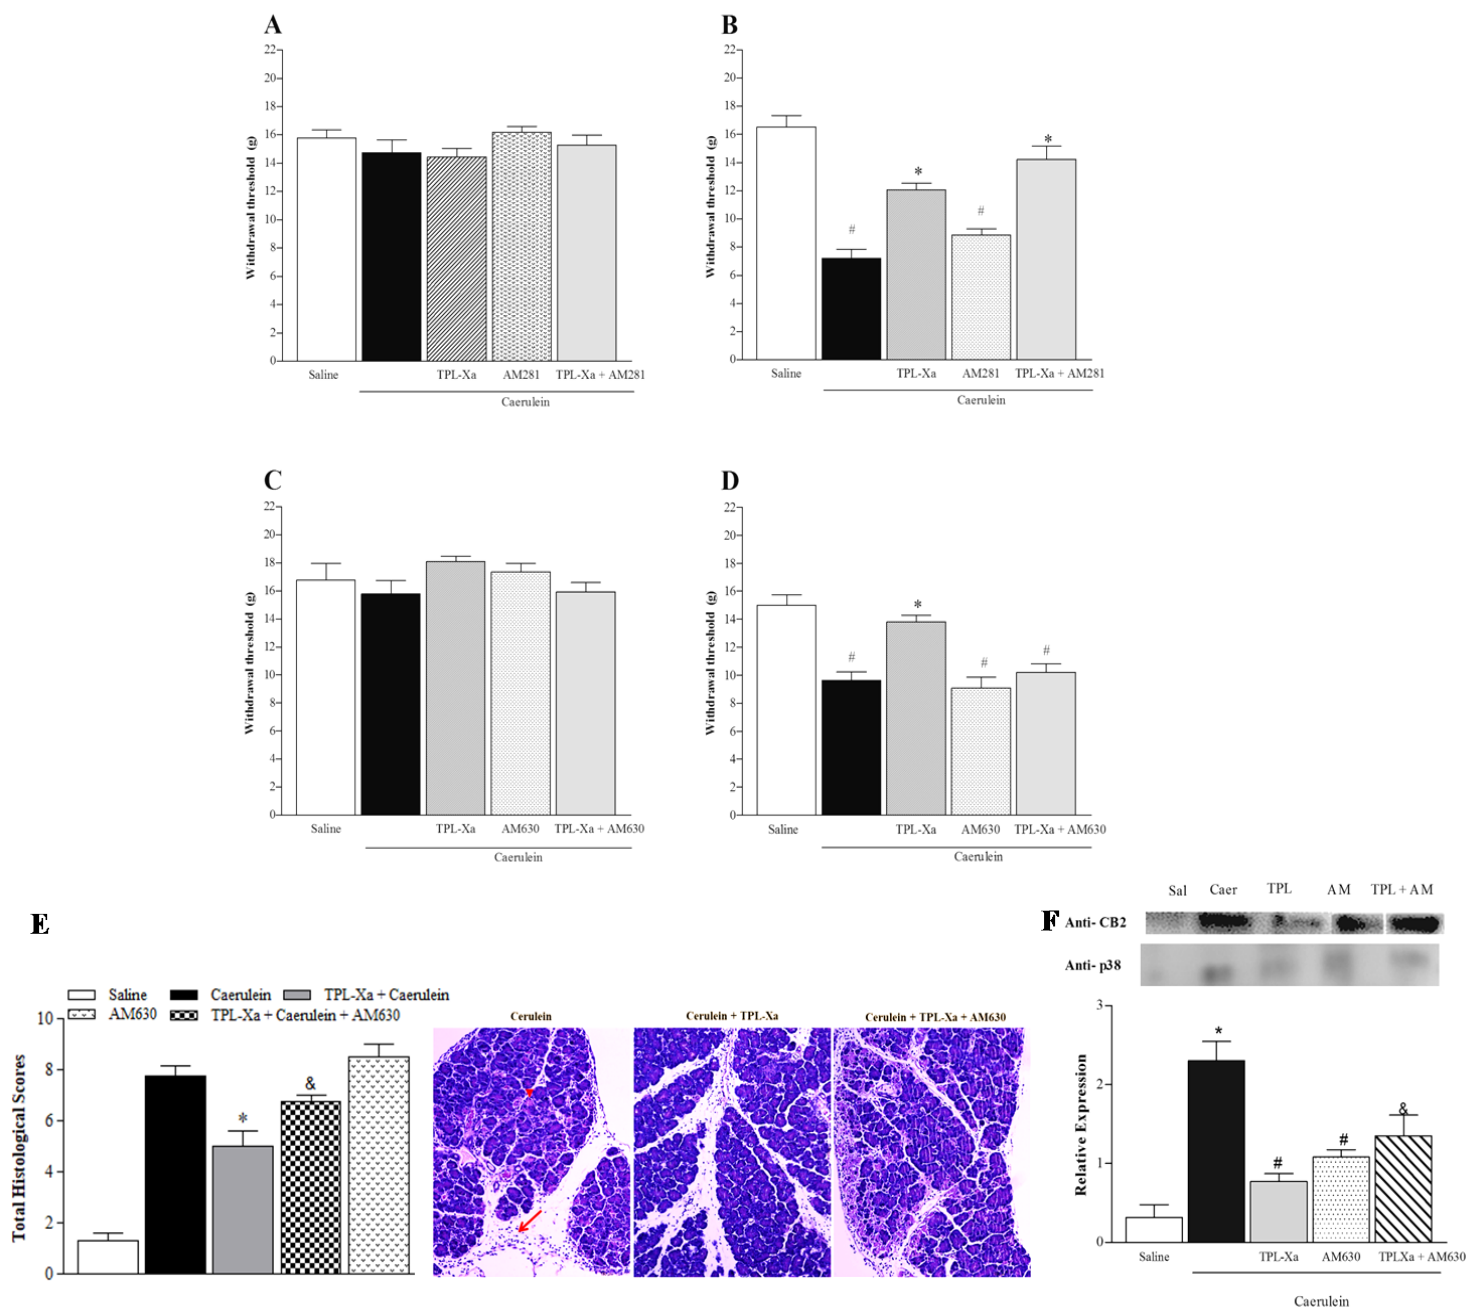 A
22
20
18
16
14
12
10
8
6
4
2
0
Withdrawal threshold (g)
Saline
TPL-Xa
AM281
TPL-Xa + AM281
Caerulein
B
22
20
18
16
14
12
10
8
6
4
2
0
Withdrawal threshold (g)
#
*
#
*
Saline
TPL-Xa
AM281
TPL-Xa + AM281
Caerulein
C
22
20
18
16
14
12
10
8
6
4
2
0
Withdrawal threshold (g)
Saline
TPL-Xa
AM630
TPL-Xa + AM630
Caerulein
D
22
20
18
16
14
12
10
8
6
4
2
0
Withdrawal threshold (g)
#
*
#
#
Saline
TPL-Xa
AM630
TPL-Xa + AM630
Caerulein
E
Saline
Caerulein
TPL-Xa + Caerulein
AM630
TPL-Xa + Caerulein + AM630
10
8
6
4
2
0
Total Histological Scores
*
&
Cerulein
Cerulein + TPL-Xa
Cerulein + TPL-Xa + AM630
F
Sal
Caer
TPL
AM
TPL + AM
Anti- CB2
Anti- p38
3
2
1
0
Relative Expression
*
#
#
&
Saline
TPL-Xa
AM630
TPLXa + AM630
Caerulein